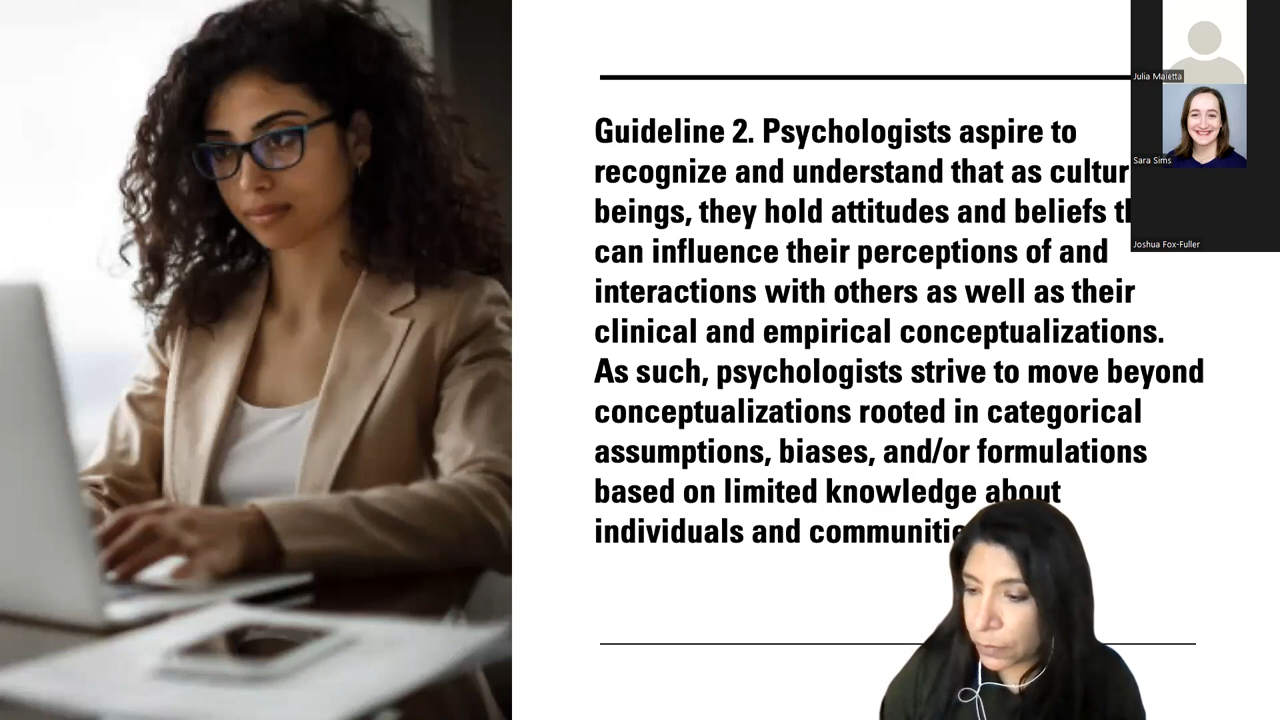 Guideline 2. Psychologists aspire to
recognize and understand that as cultur
beings, they hold attitudes and beliefs th
can influence their perceptions of and
interactions with others as well as their
clinical and empirical conceptualizations.
As such, psychologists strive to move beyond
conceptualizations rooted in categorical
assumptions, biases, and/or formulations
based on limited knowledge about
individuals and communitie
Julia Maietta
Sara Sims
Joshua Fox-Fuller